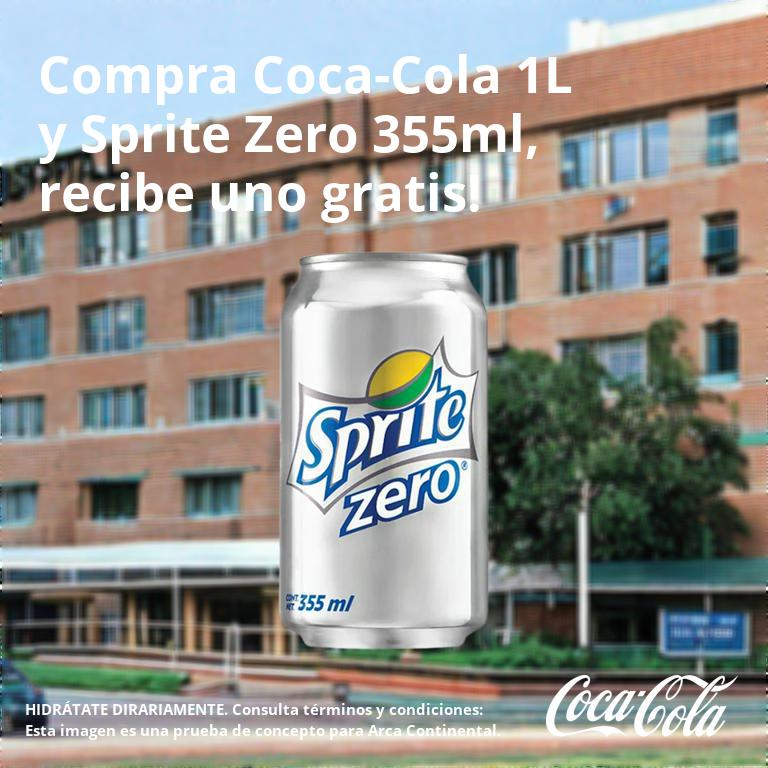 Compra Coca-Cola 1L
y Sprite Zero 355ml,
recibe uno gratis!
Sprite
zero®
CONT. NET. 355 ml
HIDRÁTATE DIRARIAMENTE. Consulta términos y condiciones:
Esta imagen es una prueba de concepto para Arca Continental.
Coca-Cola